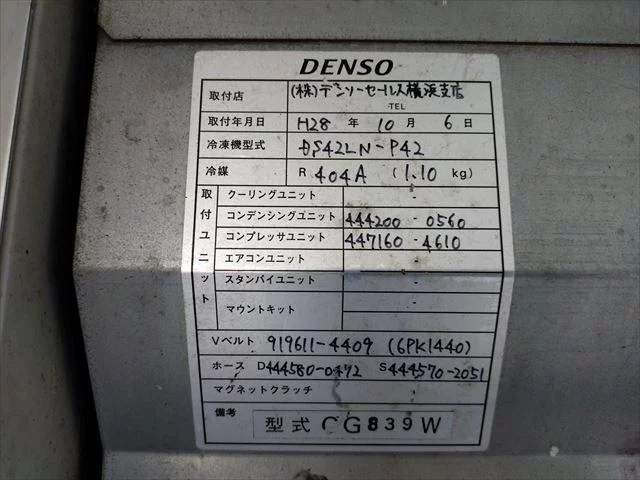 DENSO
取付店 (株)デンソーセールス横浜支店
-TEL
取付年月日 H28 年 10 月 6 日
冷凍機型式 DS42LN-P42
冷媒 R 404A (1.10 kg)
取付ユニット
クーリングユニット -
コンデンシングユニット 444200-0560
コンプレッサユニット 447160-4610
エアコンユニット -
スタンバイユニット -
マウントキット -
-
Vベルト 919611-4409 (6PK1440)
ホース D444580-0472 S444570-2051
マグネットクラッチ
備考 型式 CG839W